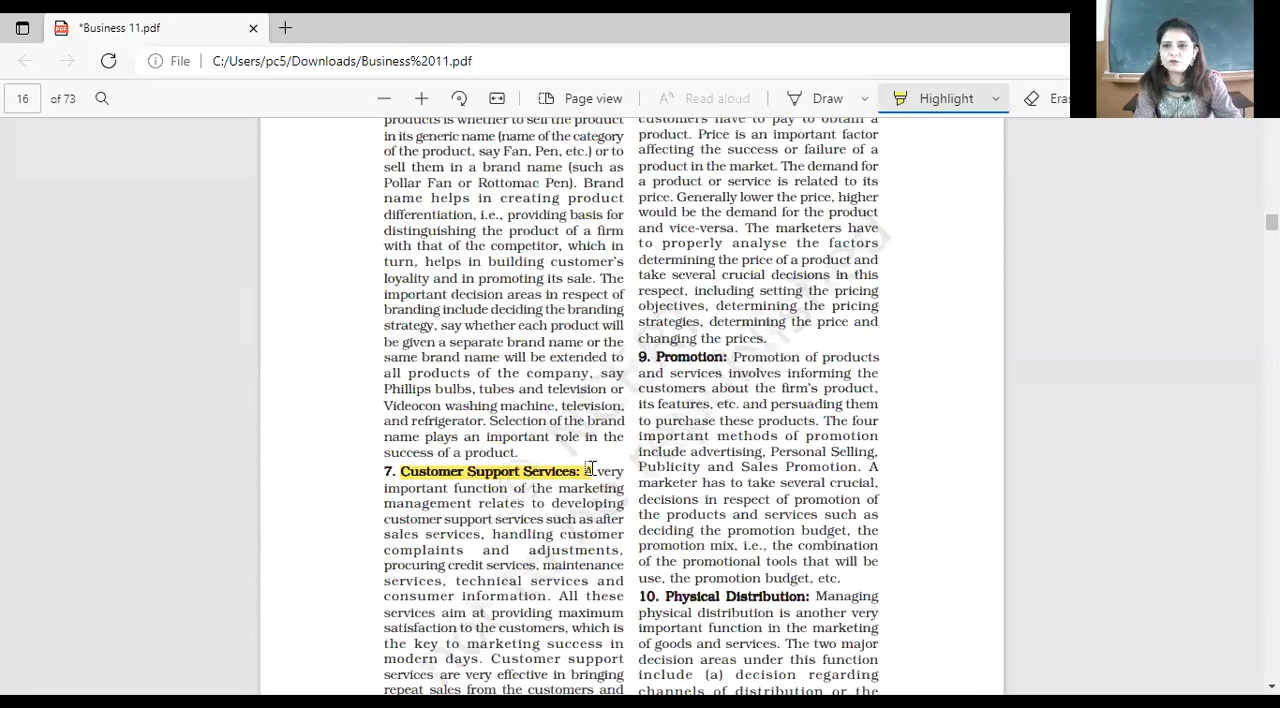 *Business 11.pdf
File
C:/Users/pc5/Downloads/Business%2011.pdf
16 of 73
Page view
Read aloud
Draw
Highlight
Eras
products is whether to sell the product
in its generic name (name of the category
of the product, say Fan, Pen, etc.) or to
sell them in a brand name (such as
Pollar Fan or Rottomac Pen). Brand
name helps in creating product
differentiation, i.e., providing basis for
distinguishing the product of a firm
with that of the competitor, which in
turn, helps in building customer's
loyality and in promoting its sale. The
important decision areas in respect of
branding include deciding the branding
strategy, say whether each product will
be given a separate brand name or the
same brand name will be extended to
all products of the company, say
Phillips bulbs, tubes and television or
Videocon washing machine, television,
and refrigerator. Selection of the brand
name plays an important role in the
success of a product.
7. Customer Support Services: A very
important function of the marketing
management relates to developing
customer support services such as after
sales services, handling customer
complaints and adjustments,
procuring credit services, maintenance
services, technical services and
consumer information. All these
services aim at providing maximum
satisfaction to the customers, which is
the key to marketing success in
modern days. Customer support
services are very effective in bringing
repeat sales from the customers and
customers have to pay to obtain a
product. Price is an important factor
affecting the success or failure of a
product in the market. The demand for
a product or service is related to its
price. Generally lower the price, higher
would be the demand for the product
and vice-versa. The marketers have
to properly analyse the factors
determining the price of a product and
take several crucial decisions in this
respect, including setting the pricing
objectives, determining the pricing
strategies, determining the price and
changing the prices.
9. Promotion: Promotion of products
and services involves informing the
customers about the firm's product,
its features, etc. and persuading them
to purchase these products. The four
important methods of promotion
include advertising, Personal Selling,
Publicity and Sales Promotion. A
marketer has to take several crucial,
decisions in respect of promotion of
the products and services such as
deciding the promotion budget, the
promotion mix, i.e., the combination
of the promotional tools that will be
use, the promotion budget, etc.
10. Physical Distribution: Managing
physical distribution is another very
important function in the marketing
of goods and services. The two major
decision areas under this function
include (a) decision regarding
channels of distribution or the